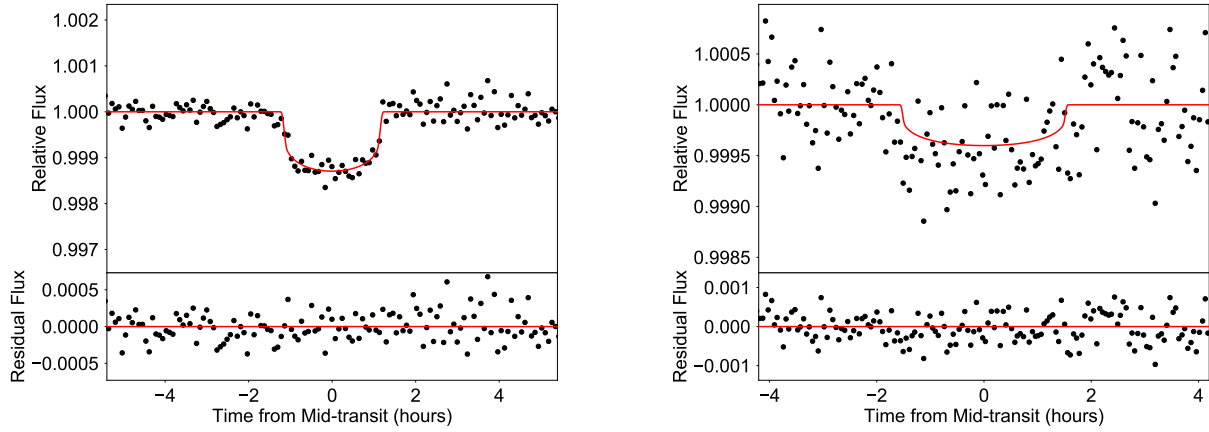 1.002
1.001
1.000
0.999
0.998
0.997
Relative Flux
0.0005
0.0000
−0.0005
Residual Flux
−4 −2 0 2 4
Time from Mid-transit (hours)
1.0005
1.0000
0.9995
0.9990
0.9985
Relative Flux
0.001
0.000
−0.001
Residual Flux
−4 −2 0 2 4
Time from Mid-transit (hours)